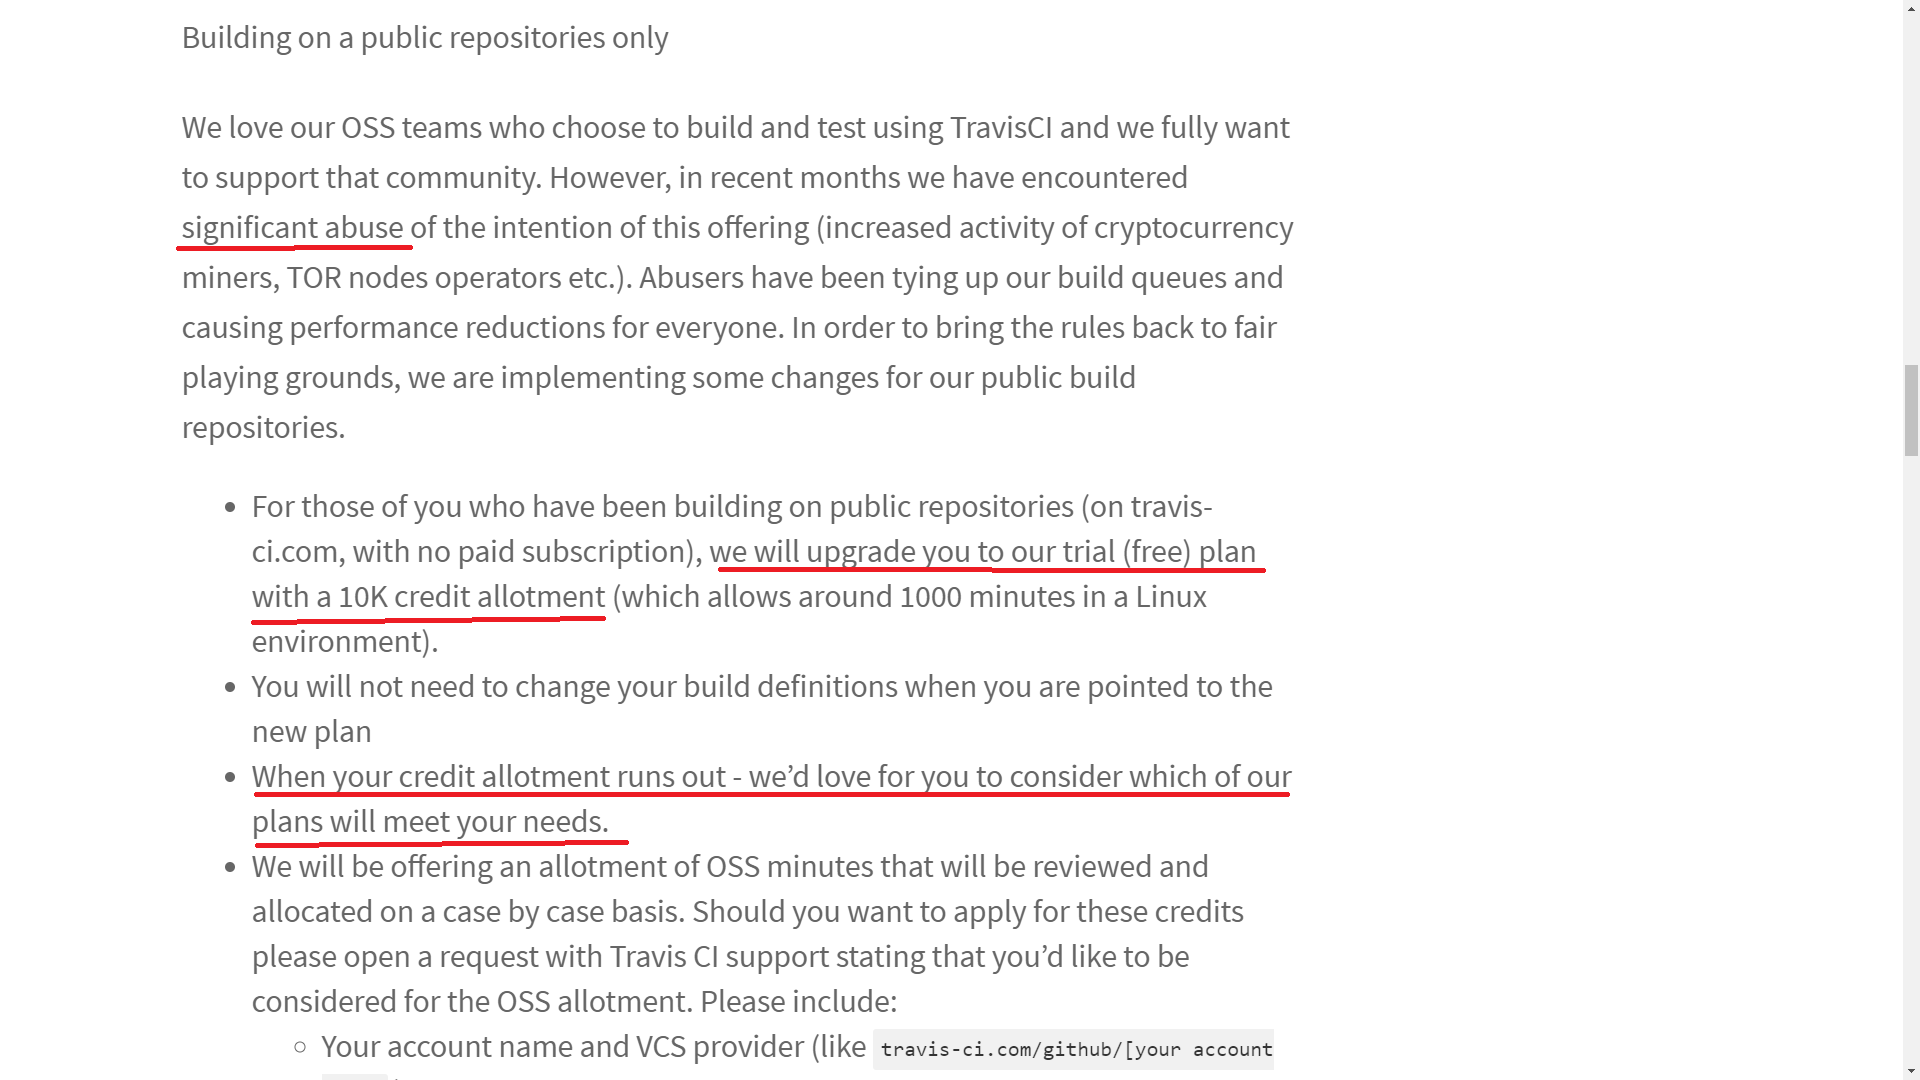 Building on a public repositories only
We love our OSS teams who choose to build and test using TravisCI and we fully want
to support that community. However, in recent months we have encountered
significant abuse of the intention of this offering (increased activity of cryptocurrency
miners, TOR nodes operators etc.). Abusers have been tying up our build queues and
causing performance reductions for everyone. In order to bring the rules back to fair
playing grounds, we are implementing some changes for our public build
repositories.
• For those of you who have been building on public repositories (on travis-
ci.com, with no paid subscription), we will upgrade you to our trial (free) plan
with a 10K credit allotment (which allows around 1000 minutes in a Linux
environment).
• You will not need to change your build definitions when you are pointed to the
new plan
• When your credit allotment runs out - we’d love for you to consider which of our
plans will meet your needs.
• We will be offering an allotment of OSS minutes that will be reviewed and
allocated on a case by case basis. Should you want to apply for these credits
please open a request with Travis CI support stating that you’d like to be
considered for the OSS allotment. Please include:
○ Your account name and VCS provider (like travis-ci.com/github/[your account